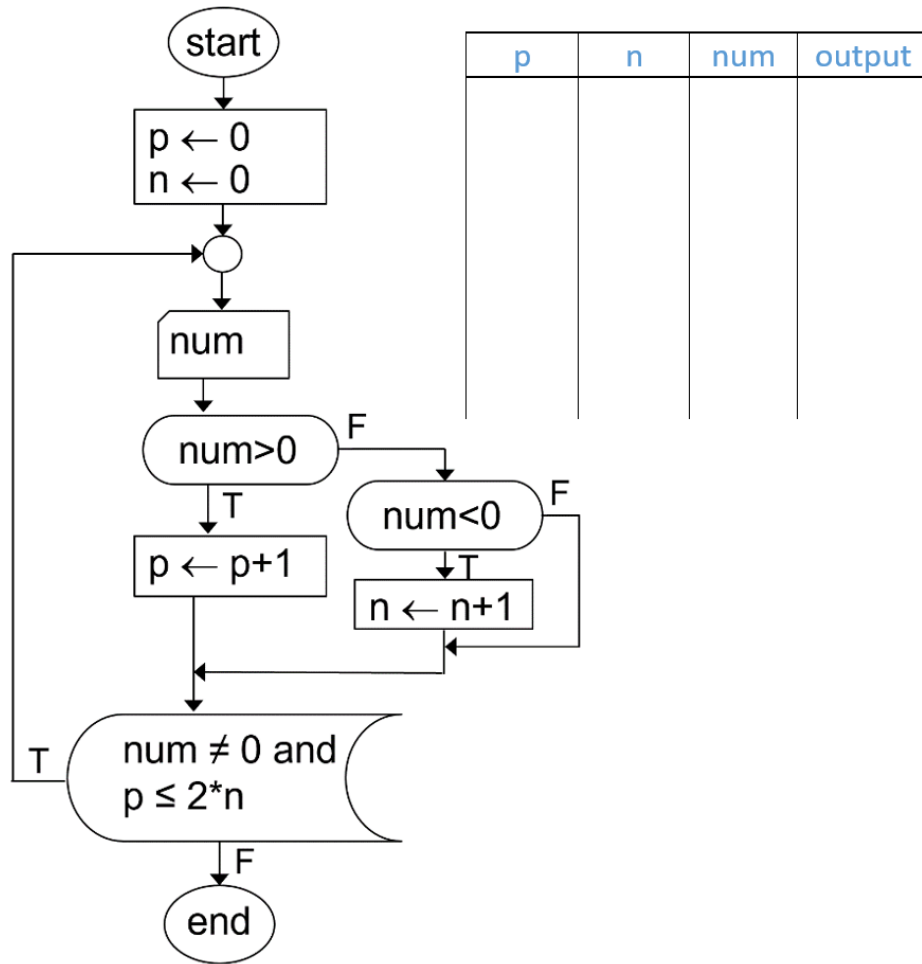 start
p ← 0
n ← 0
num
num>0
F
T
num<0
F
T
p ← p+1
n ← n+1
num ≠ 0 and
p ≤ 2*n
T
F
end
p n num output